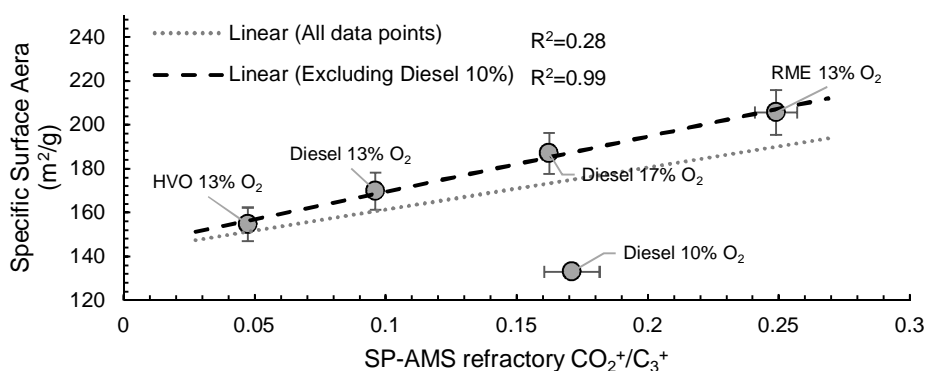 Linear (All data points) R²=0.28
Linear (Excluding Diesel 10%) R²=0.99
Specific Surface Aera
(m²/g)
240
220
200
180
160
140
120
RME 13% O₂
Diesel 13% O₂
HVO 13% O₂
Diesel 17% O₂
Diesel 10% O₂
0 0.05 0.1 0.15 0.2 0.25 0.3
SP-AMS refractory CO₂⁺/C₃⁺